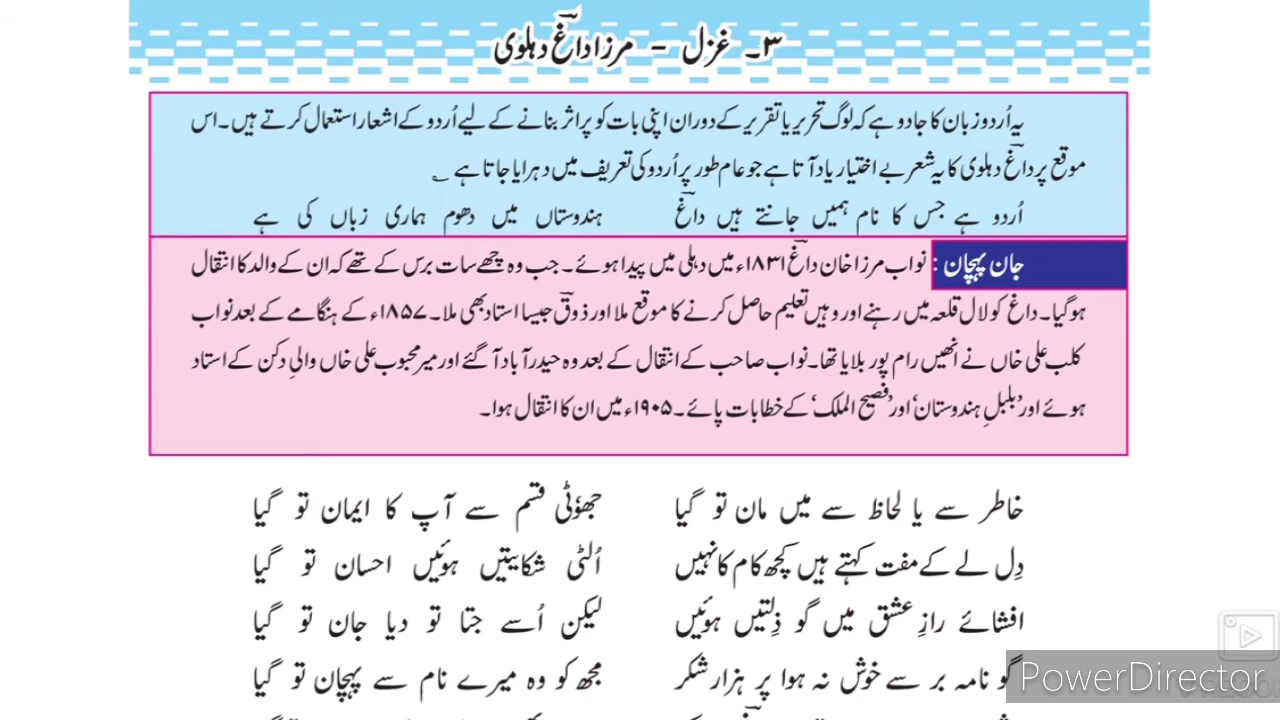 ۳۔ غزل - مرزا داغؔ دہلوی
یہ اُردو زبان کا جادو ہے کہ لوگ تحریر یا تقریر کے دوران اپنی بات کو پر اثر بنانے کے لیے اُردو کے اشعار استعمال کرتے ہیں۔ اس
موقع پر داغؔ دہلوی کا یہ شعر بے اختیار یاد آتا ہے جو عام طور پر اُردو کی تعریف میں دہرایا جاتا ہے ؎
اُردو ہے جس کا نام ہمیں جانتے ہیں داغؔ ہندوستاں میں دھوم ہماری زباں کی ہے
جان پہچان : نواب مرزا خان داغؔ ۱۸۳۱ء میں دہلی میں پیدا ہوئے۔ جب وہ چھے سات برس کے تھے کہ ان کے والد کا انتقال
ہوگیا۔ داغؔ کو لال قلعہ میں رہنے اور وہیں تعلیم حاصل کرنے کا موقع ملا اور ذوقؔ جیسا استاد بھی ملا۔ ۱۸۵۷ء کے ہنگامے کے بعد نواب
کلب علی خاں نے انھیں رام پور بلایا تھا۔ نواب صاحب کے انتقال کے بعد وہ حیدر آباد آ گئے اور میر محبوب علی خاں والیِ دکن کے استاد
ہوئے اور ’بلبلِ ہندوستان‘ اور ’فصیح الملک‘ کے خطابات پائے۔ ۱۹۰۵ء میں ان کا انتقال ہوا۔
خاطر سے یا لحاظ سے میں مان تو گیا جھوٗٹی قسم سے آپ کا ایمان تو گیا
دِل لے کے مفت کہتے ہیں کچھ کام کا نہیں اُلٹی شکایتیں ہوئیں احسان تو گیا
افشائے رازِ عشق میں گو ذِلتیں ہوئیں لیکن اُسے جتا تو دیا جان تو گیا
گو نامہ بر سے خوش نہ ہوا پر ہزار شکر مجھ کو وہ میرے نام سے پہچان تو گیا
PowerDirector